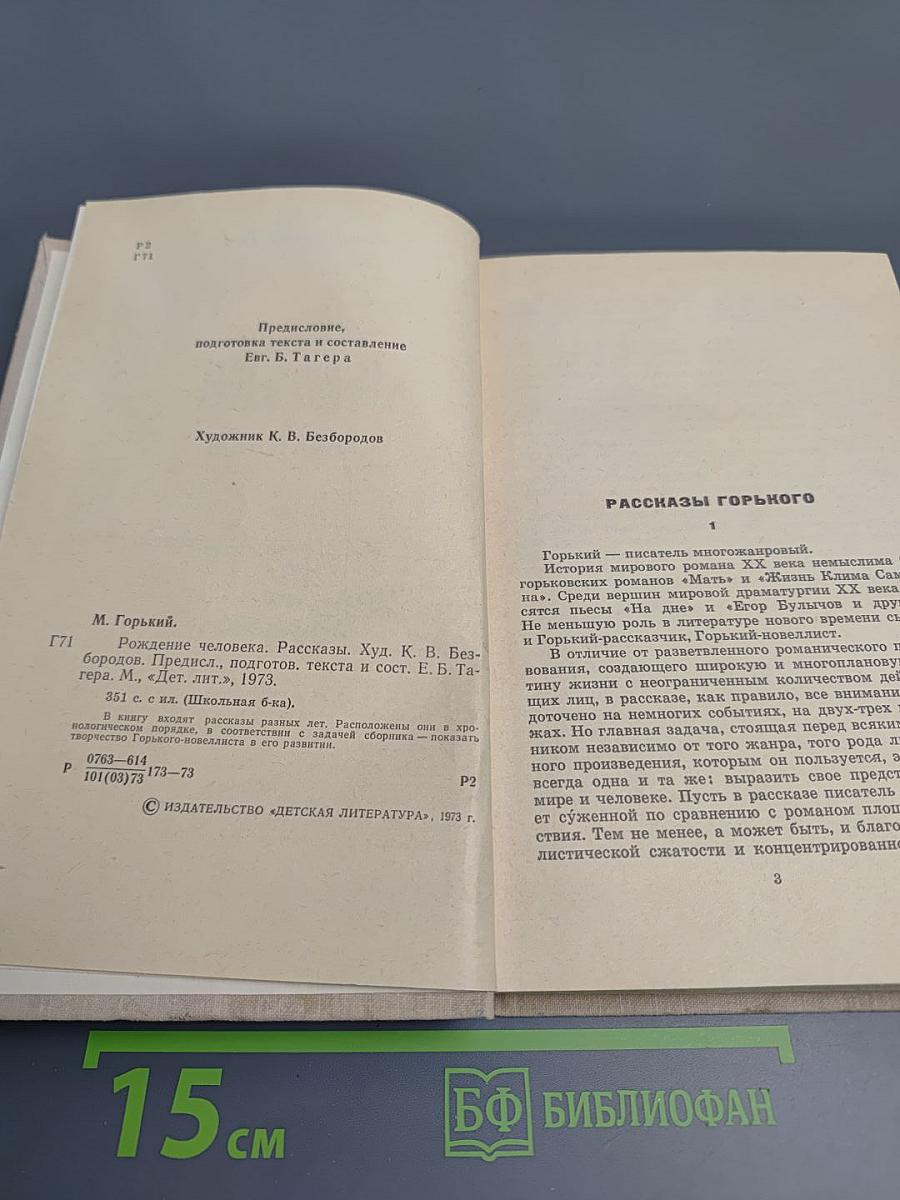 Р2
Г71
Предисловие,
подготовка текста и составление
Евг. Б. Тагера
Художник К. В. Безбородов
М. Горький.
Г71 Рождение человека. Рассказы. Худ. К. В. Без-
бородов. Предисл., подготов. текста и сост. Е. Б. Та-
гера. М., «Дет. лит.», 1973.
351 с. с ил. (Школьная б-ка).
В книгу входят рассказы разных лет. Расположены они в хро-
нологическом порядке, в соответствии с задачей сборника — показать
творчество Горького-новеллиста в его развитии.
Р 0763—614
101(03)73 173—73
Р2
© ИЗДАТЕЛЬСТВО «ДЕТСКАЯ ЛИТЕРАТУРА», 1973 г.
РАССКАЗЫ ГОРЬКОГО
1
Горький — писатель многожанровый.
История мирового романа XX века немыслима
горьковских романов «Мать» и «Жизнь Клима Сам
на». Среди вершин мировой драматургии XX века
сятся пьесы «На дне» и «Егор Булычов и дру
Не меньшую роль в литературе нового времени сы
и Горький-рассказчик, Горький-новеллист.
В отличие от разветвленного романического п
вования, создающего широкую и многоплановую
тину жизни с неограниченным количеством дей
щих лиц, в рассказе, как правило, все внимани
доточено на немногих событиях, на двух-трех
жах. Но главная задача, стоящая перед всяким
ником независимо от того жанра, того рода ли
ного произведения, которым он пользуется, э
всегда одна и та же: выразить свое предст
мире и человеке. Пусть в рассказе писатель
ет су́женной по сравнению с романом площ
ствия. Тем не менее, а может быть, и благо
листической сжатости и концентрированно
3
15 см
БФ БИБЛИОФАН